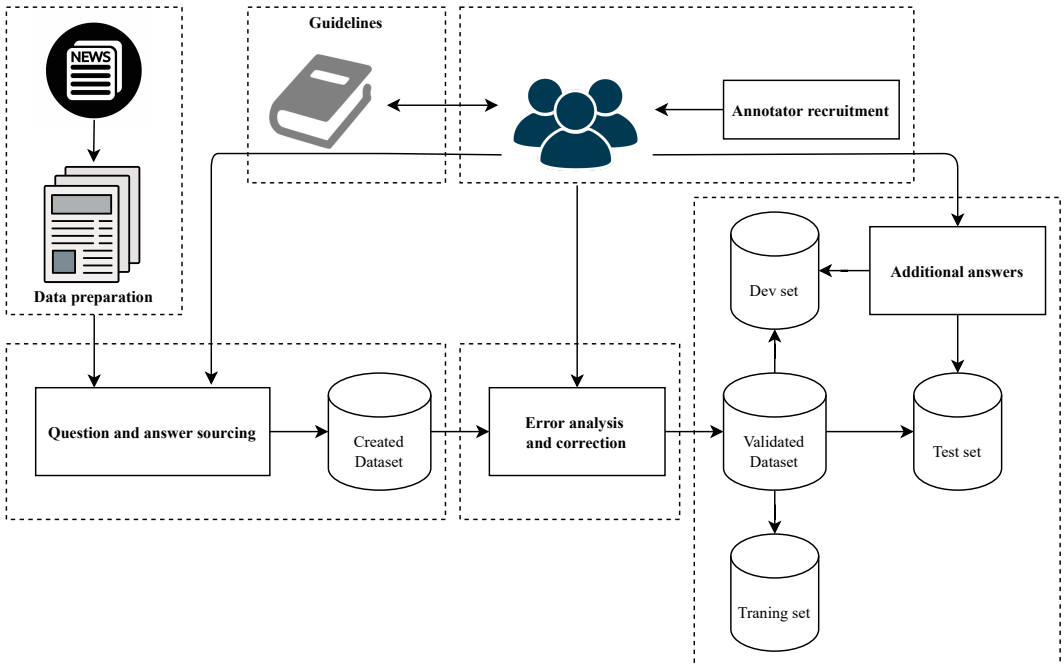 NEWS
Guidelines
Annotator recruitment
Data preparation
Additional answers
Dev set
Question and answer sourcing
Created
Dataset
Error analysis
and correction
Validated
Dataset
Test set
Traning set